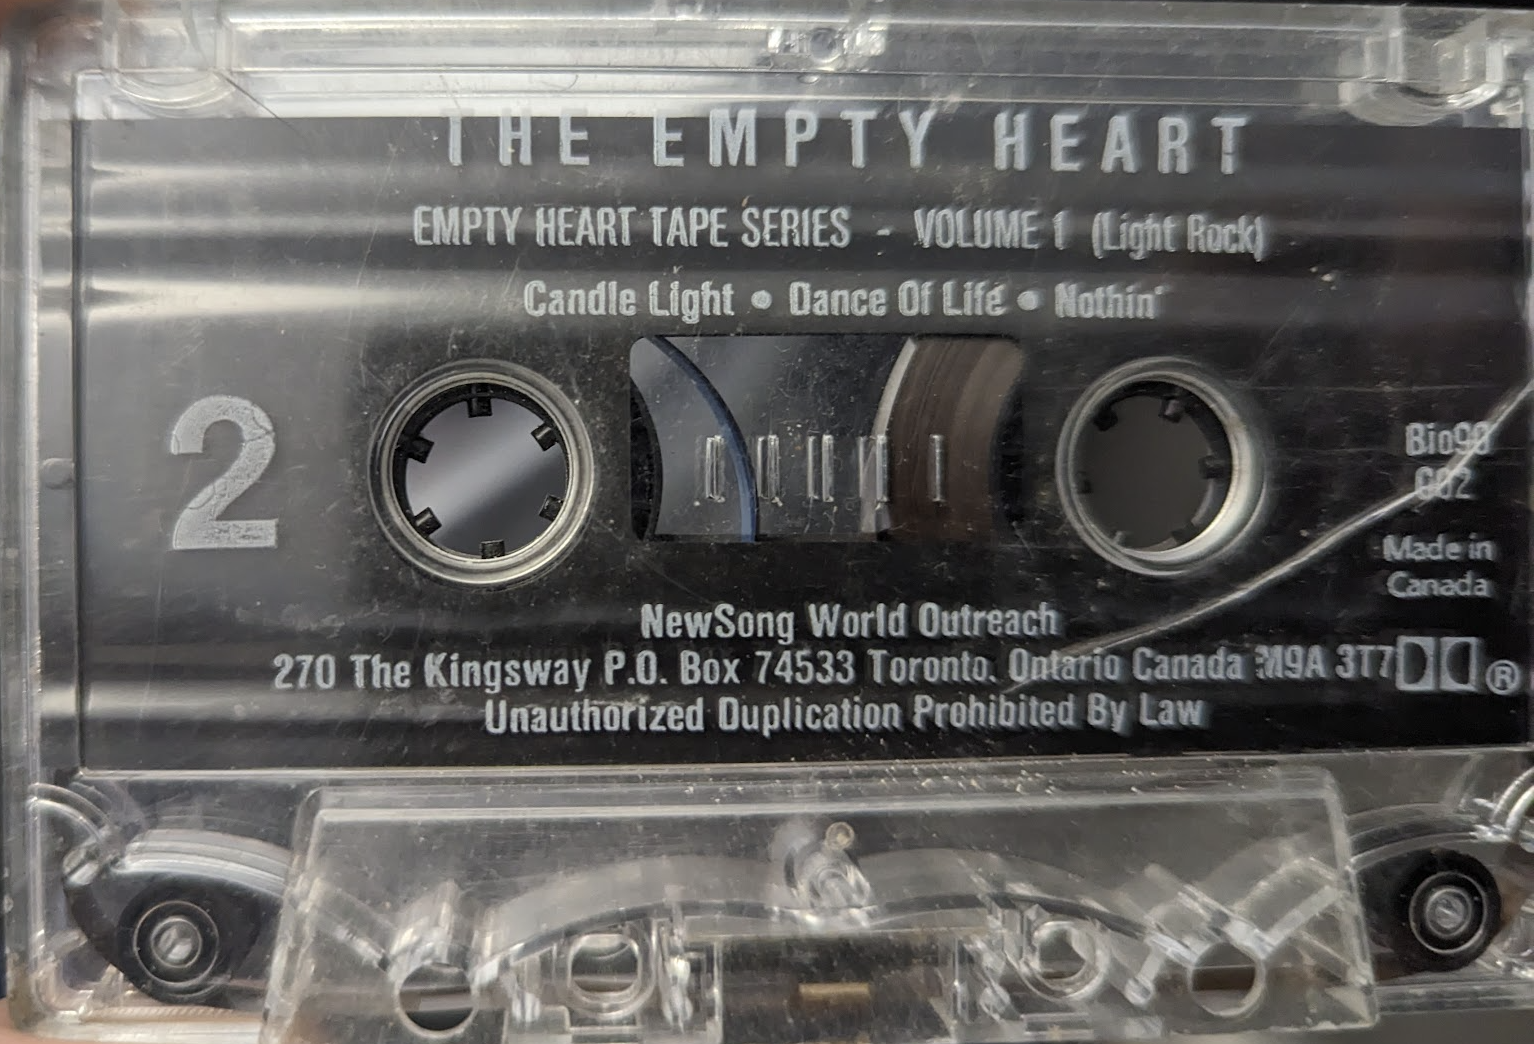 THE EMPTY HEART
EMPTY HEART TAPE SERIES - VOLUME 1 (Light Rock)
Candle Light • Dance Of Life • Nothin'
2
Bio90
G02
Made in
Canada
NewSong World Outreach
270 The Kingsway P.O. Box 74533 Toronto, Ontario Canada M9A 3T7
®
Unauthorized Duplication Prohibited By Law